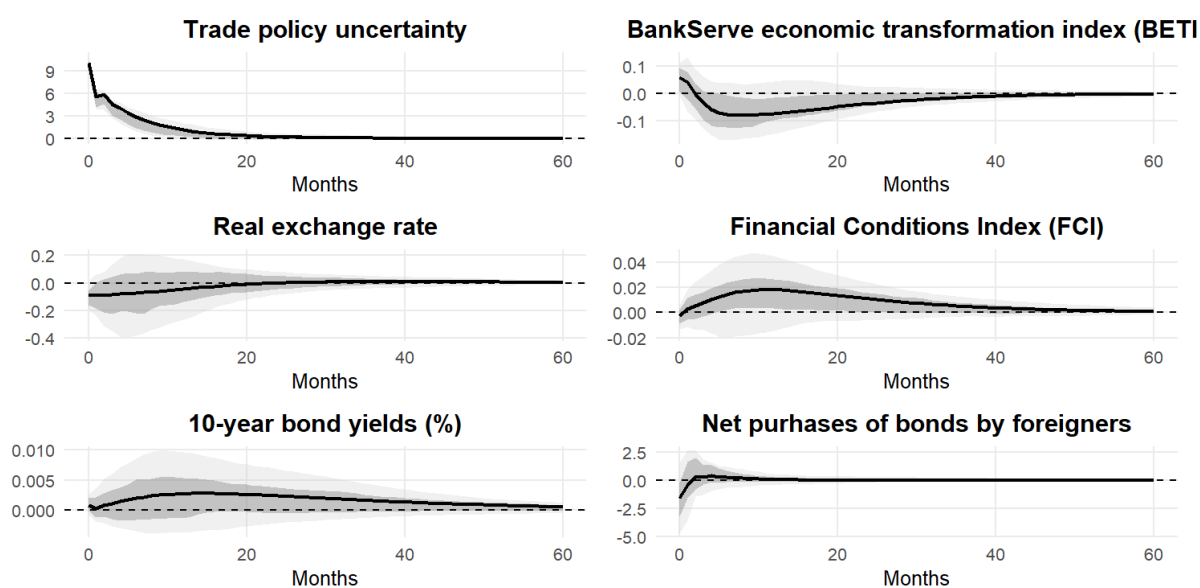 Trade policy uncertainty
9
6
3
0
0 20 40 60
Months
BankServe economic transformation index (BETI
0.1
0.0
-0.1
0 20 40 60
Months
Real exchange rate
0.2
0.0
-0.2
-0.4
0 20 40 60
Months
Financial Conditions Index (FCI)
0.04
0.02
0.00
-0.02
0 20 40 60
Months
10-year bond yields (%)
0.010
0.005
0.000
0 20 40 60
Months
Net purhases of bonds by foreigners
2.5
0.0
-2.5
-5.0
0 20 40 60
Months